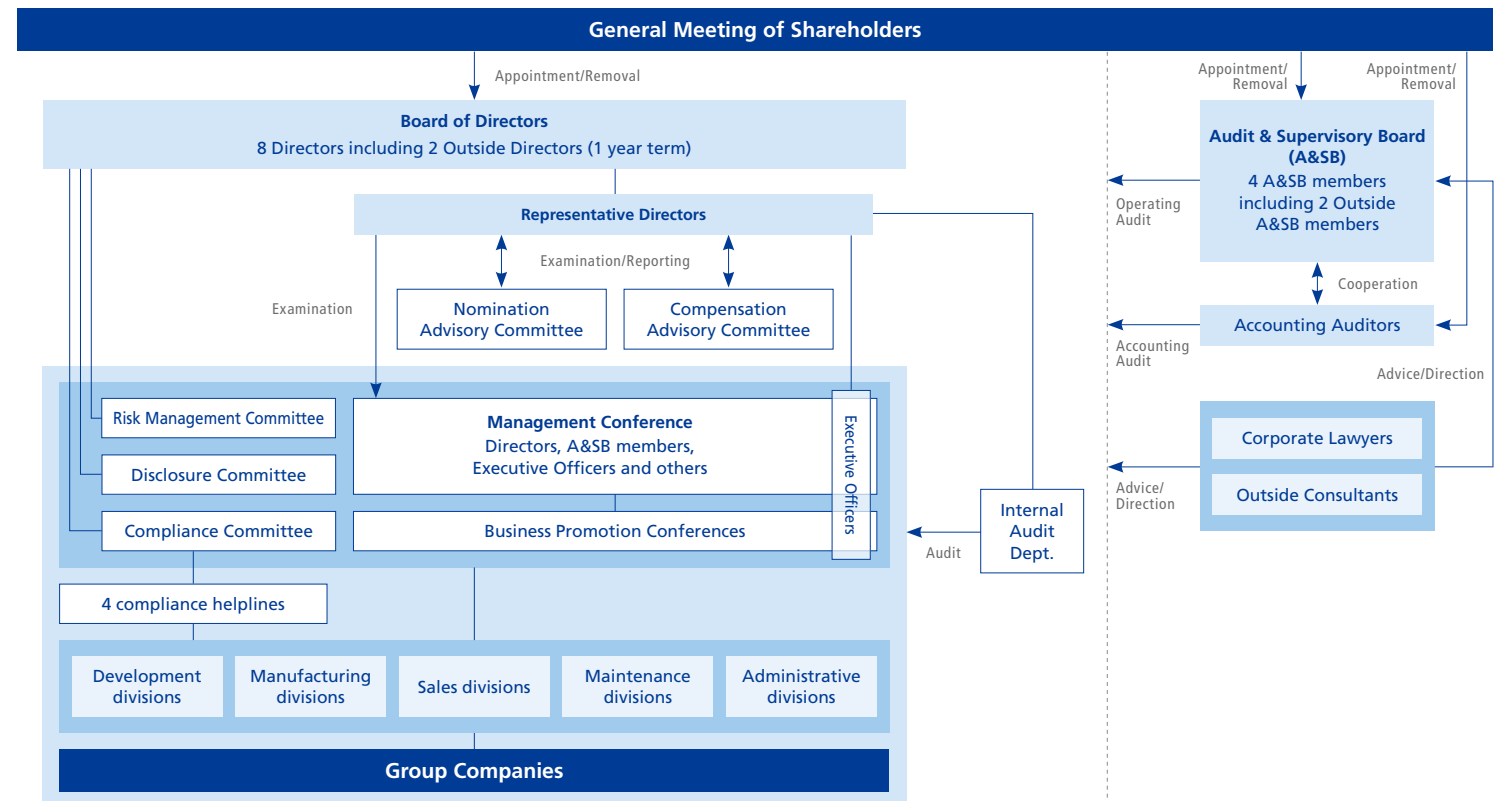 General Meeting of Shareholders
Appointment/Removal
Appointment/
Removal
Appointment/
Removal
Board of Directors
8 Directors including 2 Outside Directors (1 year term)
Audit & Supervisory Board
(A&SB)
4 A&SB members
including 2 Outside
A&SB members
Operating
Audit
Representative Directors
Examination/Reporting
Examination
Nomination
Advisory Committee
Compensation
Advisory Committee
Cooperation
Accounting Auditors
Accounting
Audit
Advice/Direction
Risk Management Committee
Disclosure Committee
Compliance Committee
Management Conference
Directors, A&SB members,
Executive Officers and others
Business Promotion Conferences
Executive Officers
Internal
Audit
Dept.
Audit
Corporate Lawyers
Outside Consultants
Advice/
Direction
4 compliance helplines
Development
divisions
Manufacturing
divisions
Sales divisions
Maintenance
divisions
Administrative
divisions
Group Companies